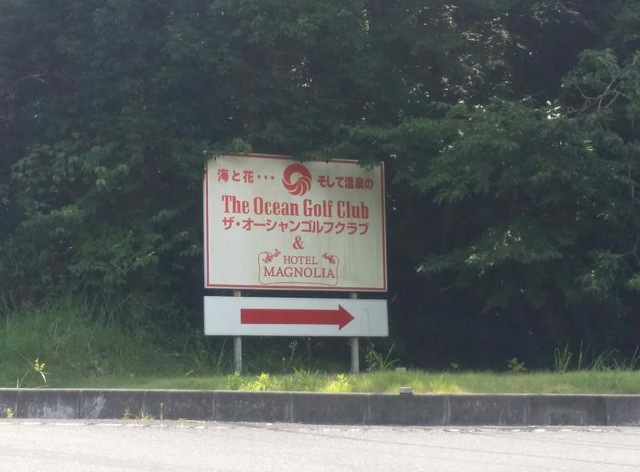 海と花･･･ そして温泉の
The Ocean Golf Club
ザ・オーシャンゴルフクラブ
&
HOTEL
MAGNOLIA